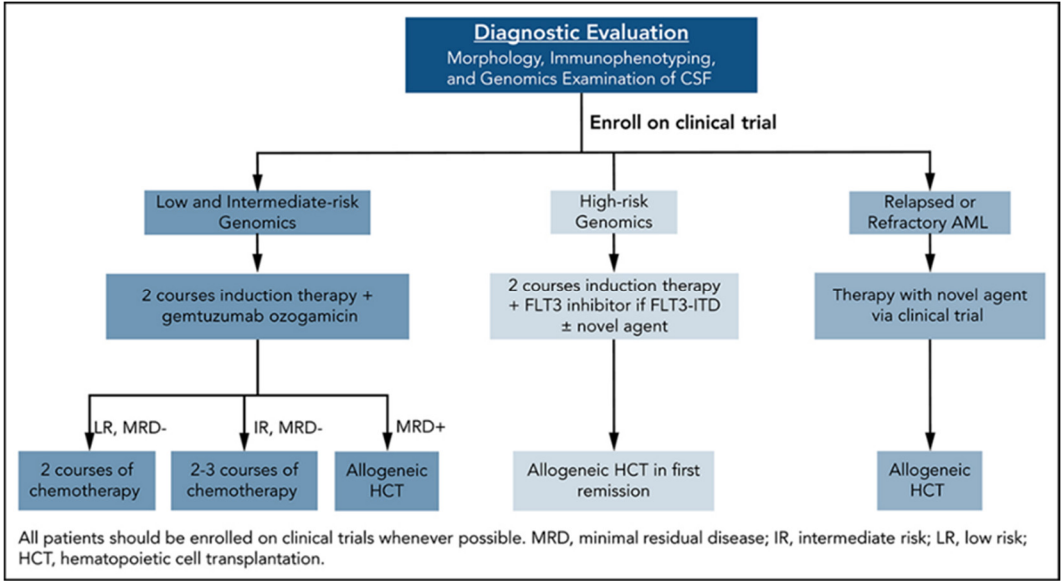 Diagnostic Evaluation
Morphology, Immunophenotyping,
and Genomics Examination of CSF
Enroll on clinical trial
Low and Intermediate-risk
Genomics
High-risk
Genomics
Relapsed or
Refractory AML
2 courses induction therapy +
gemtuzumab ozogamicin
2 courses induction therapy
+ FLT3 inhibitor if FLT3-ITD
± novel agent
Therapy with novel agent
via clinical trial
LR, MRD-
IR, MRD-
MRD+
2 courses of
chemotherapy
2-3 courses of
chemotherapy
Allogeneic
HCT
Allogeneic HCT in first
remission
Allogeneic
HCT
All patients should be enrolled on clinical trials whenever possible. MRD, minimal residual disease; IR, intermediate risk; LR, low risk;
HCT, hematopoietic cell transplantation.